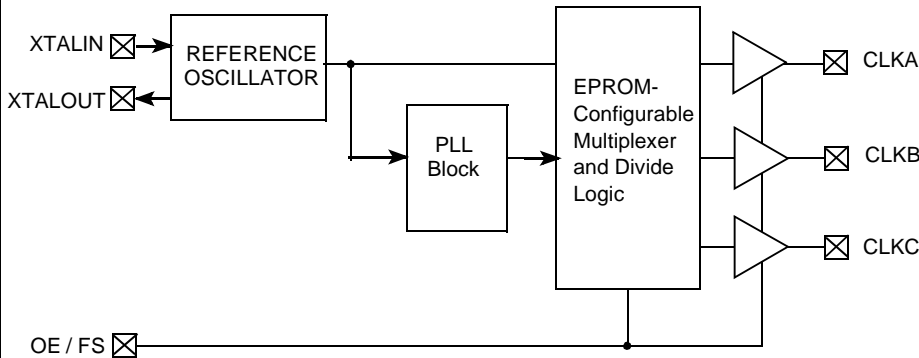 XTALIN
XTALOUT
REFERENCE
OSCILLATOR
PLL
Block
EPROM-
Configurable
Multiplexer
and Divide
Logic
CLKA
CLKB
CLKC
OE / FS